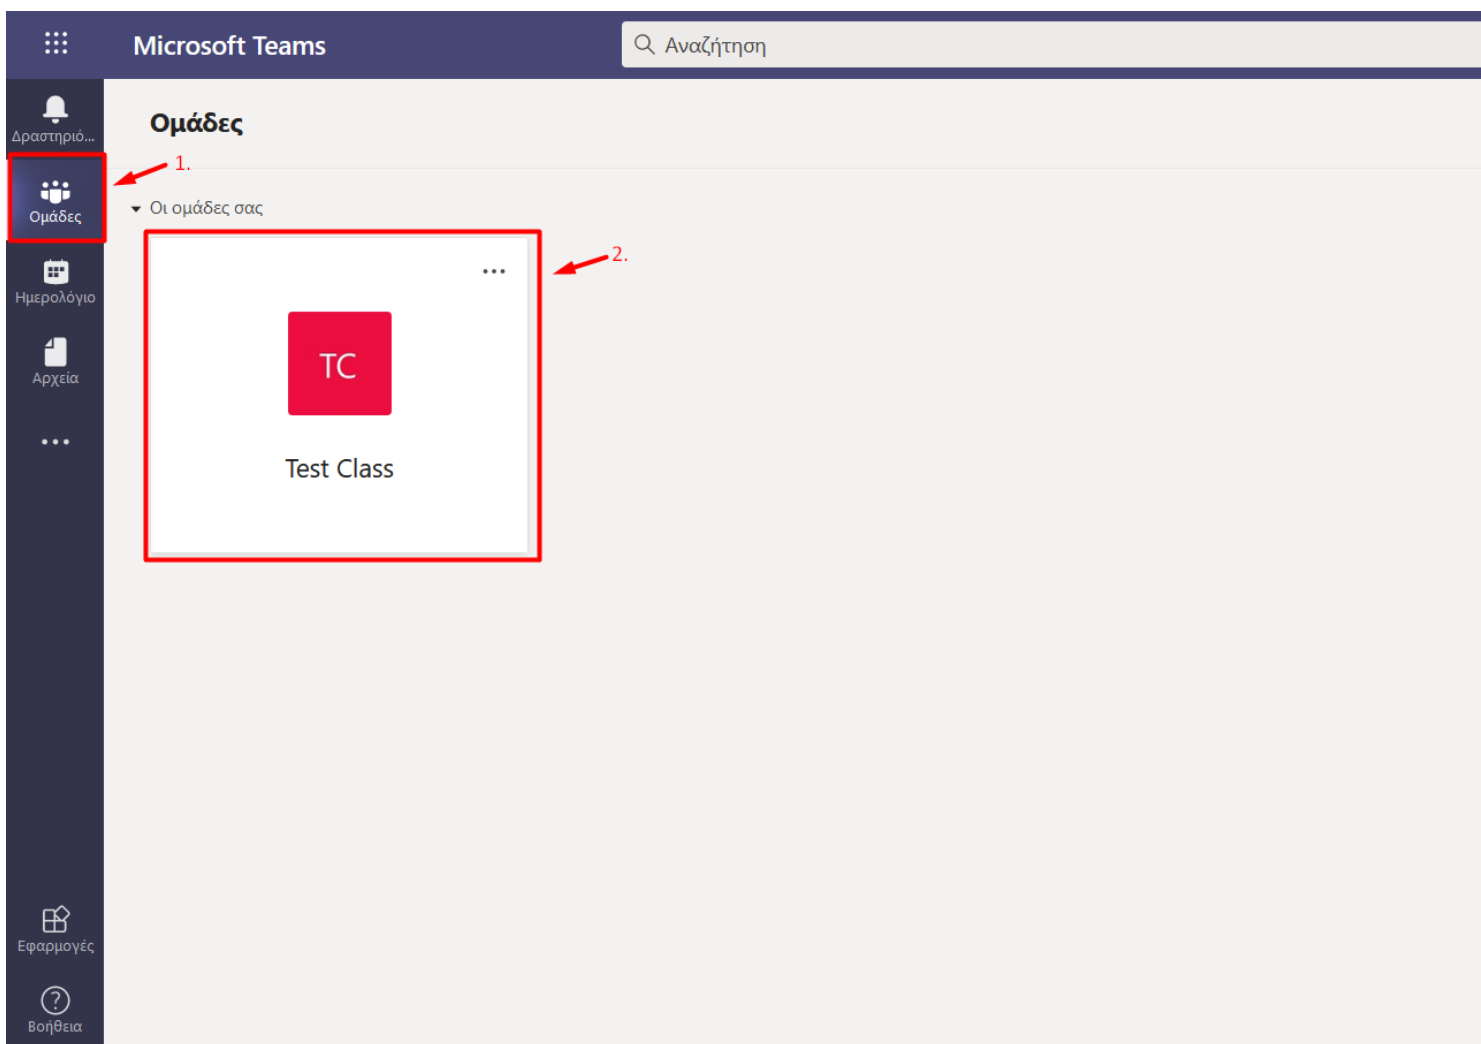 Microsoft Teams
Αναζήτηση
Δραστηριό...
Ομάδες
1.
Ομάδες
Οι ομάδες σας
2.
Ημερολόγιο
Αρχεία
TC
Test Class
Εφαρμογές
Βοήθεια